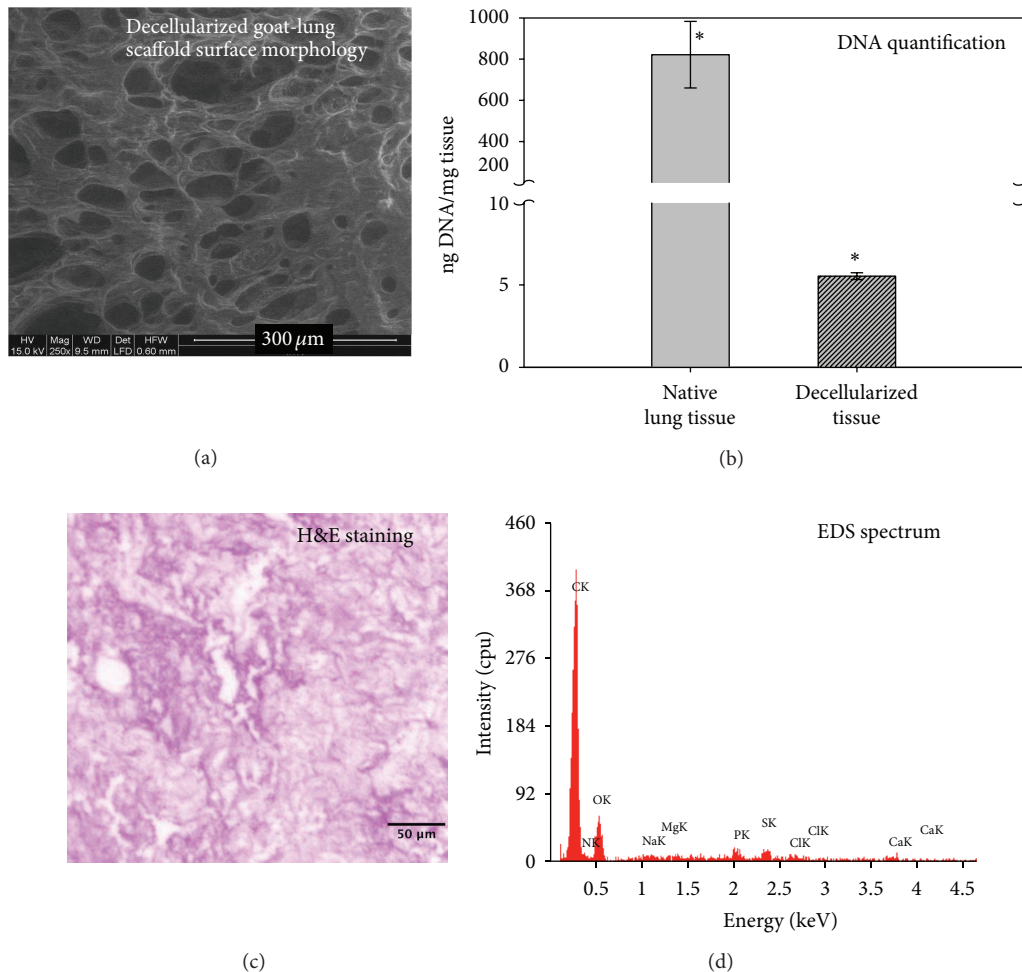 Decellularized goat-lung
scaffold surface morphology
HV Mag WD Det HFW
15.0 kV 250x 9.5 mm LFD 0.60 mm
300 µm
(a)
DNA quantification
ng DNA/mg tissue
1000
800
600
400
200
10
5
0
*
*
Native
lung tissue
Decellularized
tissue
(b)
H&E staining
50 µm
(c)
EDS spectrum
Intensity (cpu)
460
368
276
184
92
0
CK
NK
OK
NaK
MgK
PK
SK
ClK
ClK
CaK
CaK
0.5 1 1.5 2 2.5 3 3.5 4 4.5
Energy (keV)
(d)